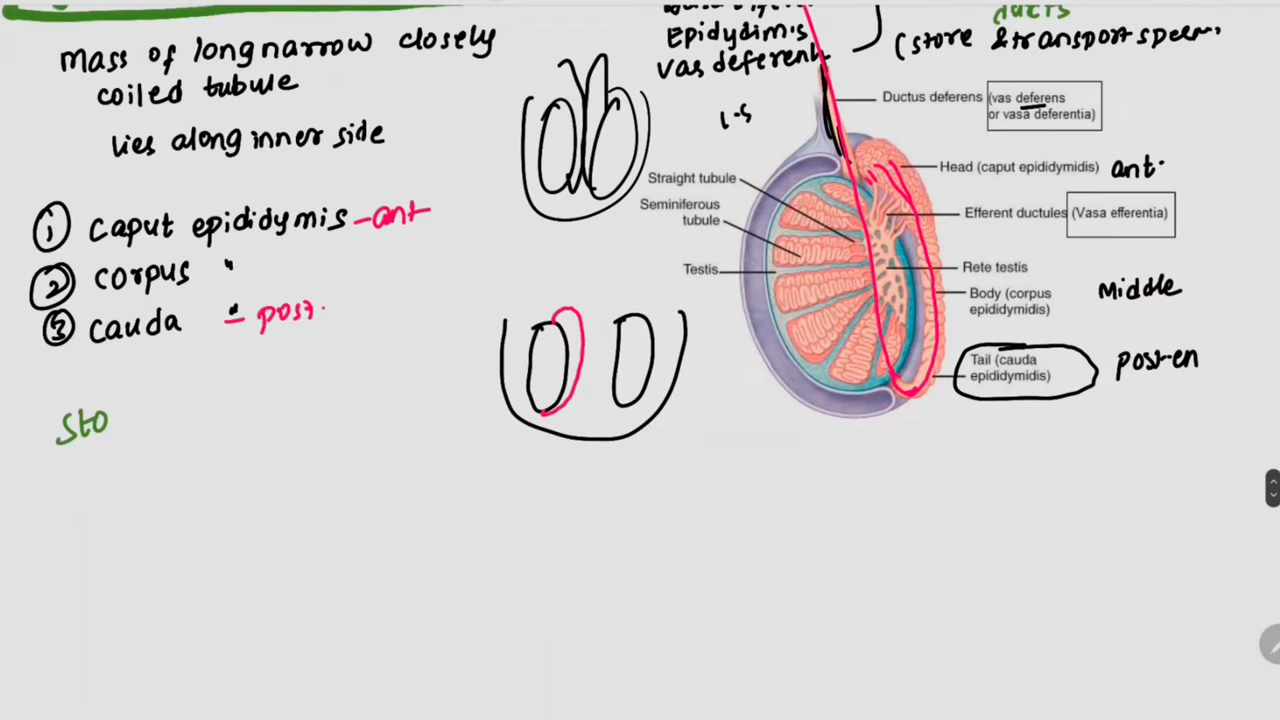 mass of long narrow closely
coiled tubule
lies along inner side
① caput epididymis - ant
② corpus "
③ cauda " - post.
Sto
Epidydimis
vas deferent
ducts
(store & transport sperm.
1-5
Ductus deferens (vas deferens
or vasa deferentia)
Head (caput epididymidis) ant.
Straight tubule
Seminiferous
tubule
Efferent ductules (Vasa efferentia)
Testis
Rete testis
Body (corpus
epididymidis)
Middle
Tail (cauda
epididymidis)
post-en